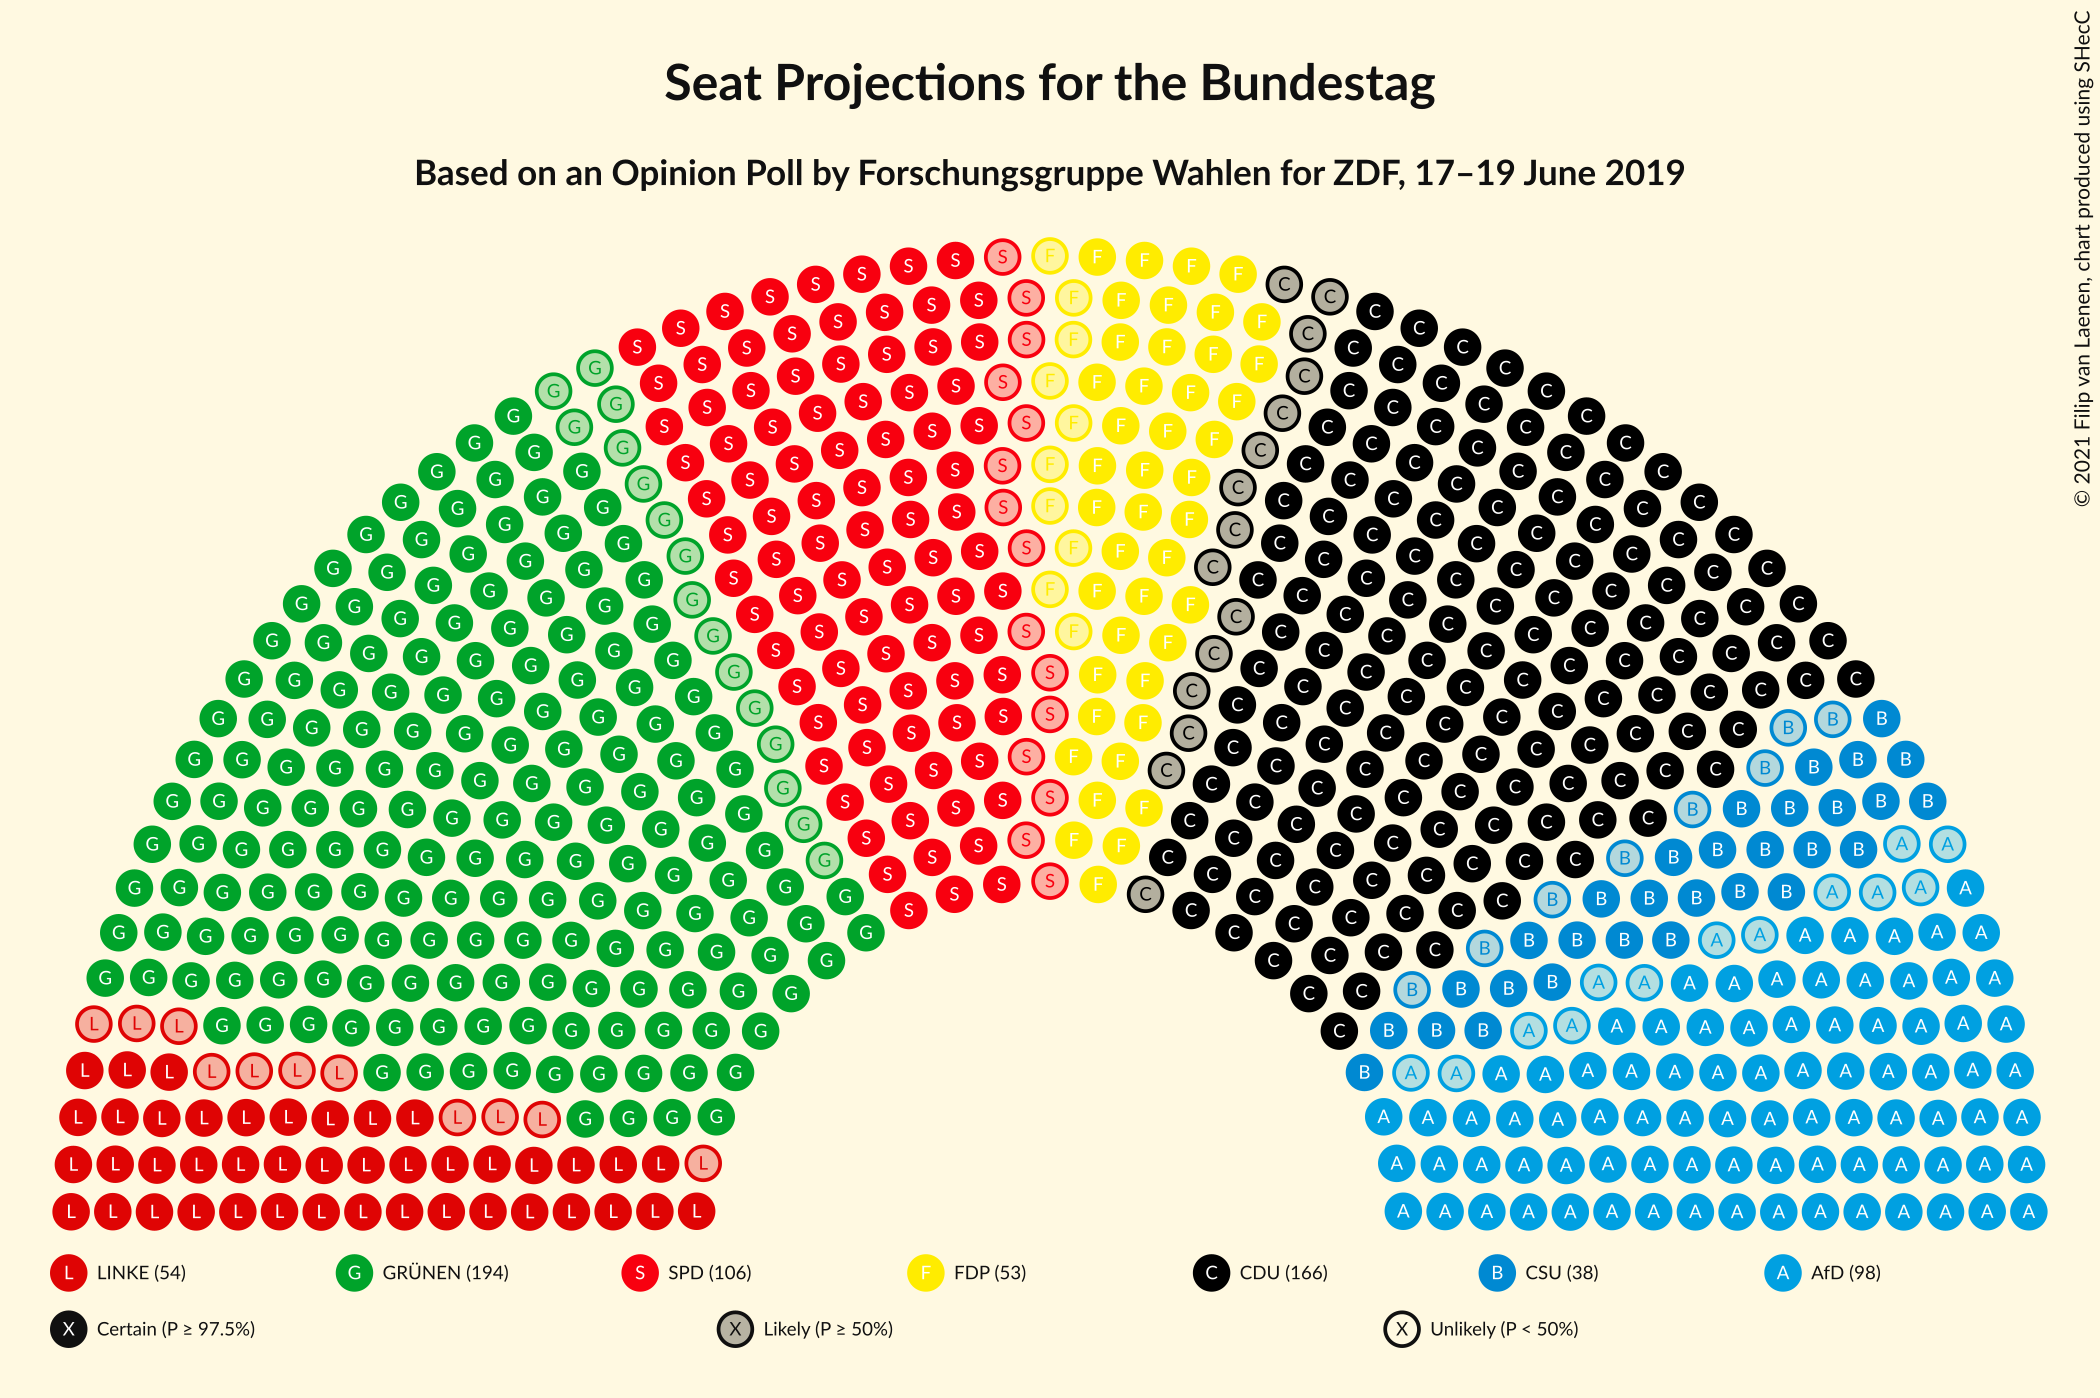 Seat Projections for the Bundestag
Based on an Opinion Poll by Forschungsgruppe Wahlen for ZDF, 17–19 June 2019
© 2021 Filip van Laenen, chart produced using SHecC
L LINKE (54) G GRÜNEN (194) S SPD (106) F FDP (53) C CDU (166) B CSU (38) A AfD (98)
X Certain (P ≥ 97.5%) X Likely (P ≥ 50%) X Unlikely (P < 50%)